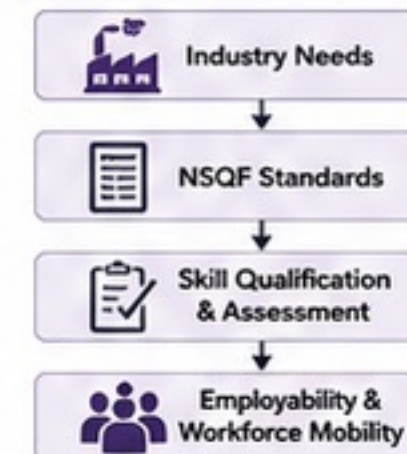 Industry Needs
NSQF Standards
Skill Qualification
& Assessment
Employability &
Workforce Mobility